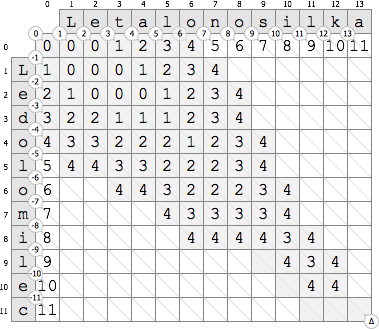 0 1 2 3 4 5 6 7 8 9 10 11 12 13
L e t a l o n o s i l k a
0 1 2 3 4 5 6 7 8 9 10 11 12 13
0 0 0 0 1 2 3 4 5 6 7 8 9 10 11
-1
1 L 1 0 0 0 1 2 3 4
-2
2 e 2 1 0 0 0 1 2 3 4
-3
3 d 3 2 2 1 1 1 2 3 4
-4
4 o 4 3 3 2 2 2 1 2 3 4
-5
5 l 5 4 4 3 3 2 2 2 3 4
-6
6 o 6 4 4 3 2 2 2 3 4
-7
7 m 7 4 3 3 3 3 4
-8
8 i 8 4 4 4 4 3 4
-9
9 l 9 4 3 4
-10
10 e 10 4 4
-11
11 c 11 Δ